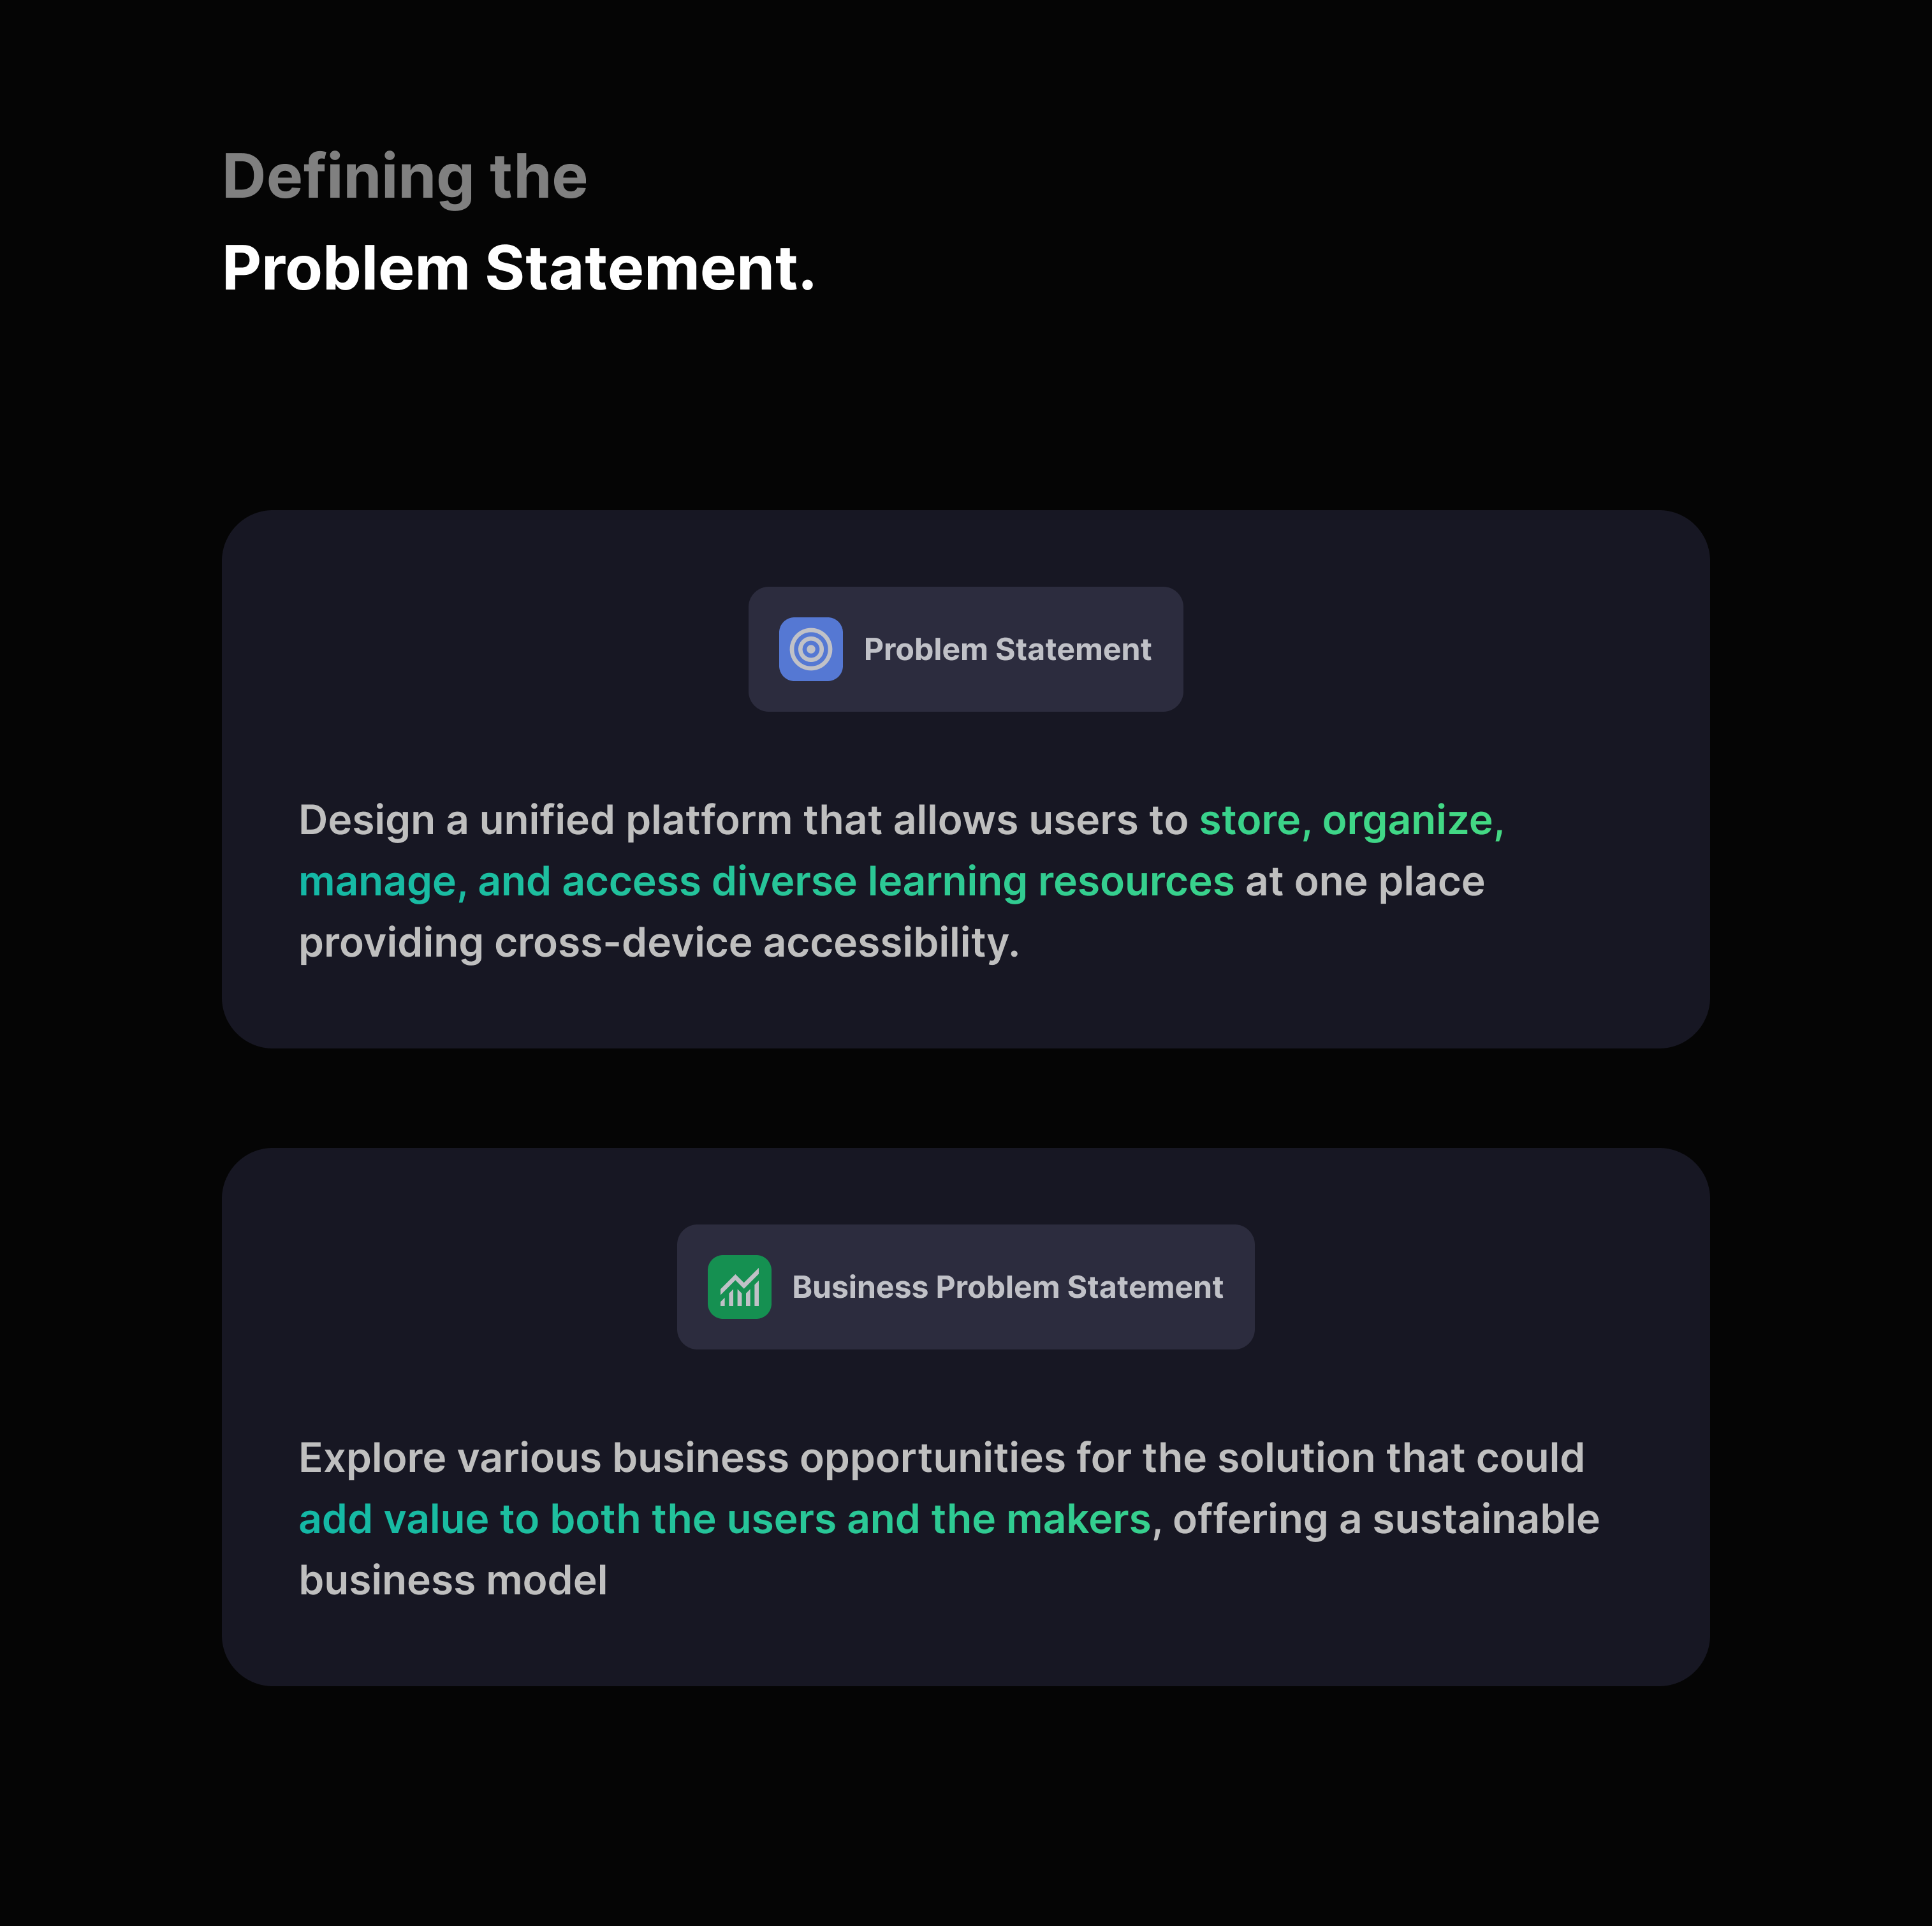 Defining the
Problem Statement.
Problem Statement
Design a unified platform that allows users to store, organize,
manage, and access diverse learning resources at one place
providing cross-device accessibility.
Business Problem Statement
Explore various business opportunities for the solution that could
add value to both the users and the makers, offering a sustainable
business model